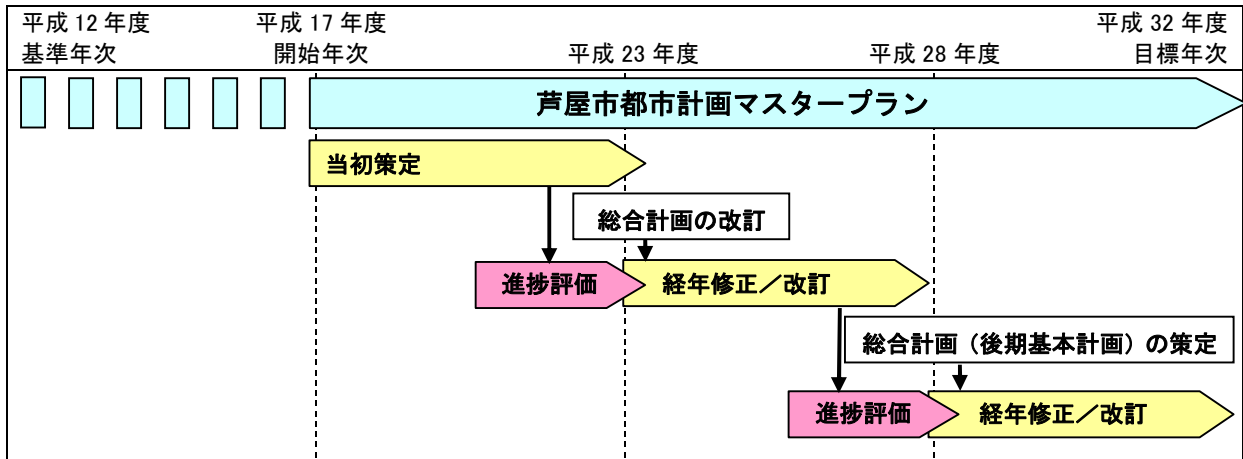 平成 12 年度
基準年次
平成 17 年度
開始年次
平成 23 年度
平成 28 年度
平成 32 年度
目標年次
芦屋市都市計画マスタープラン
当初策定
総合計画の改訂
進捗評価
経年修正／改訂
総合計画（後期基本計画）の策定
進捗評価
経年修正／改訂